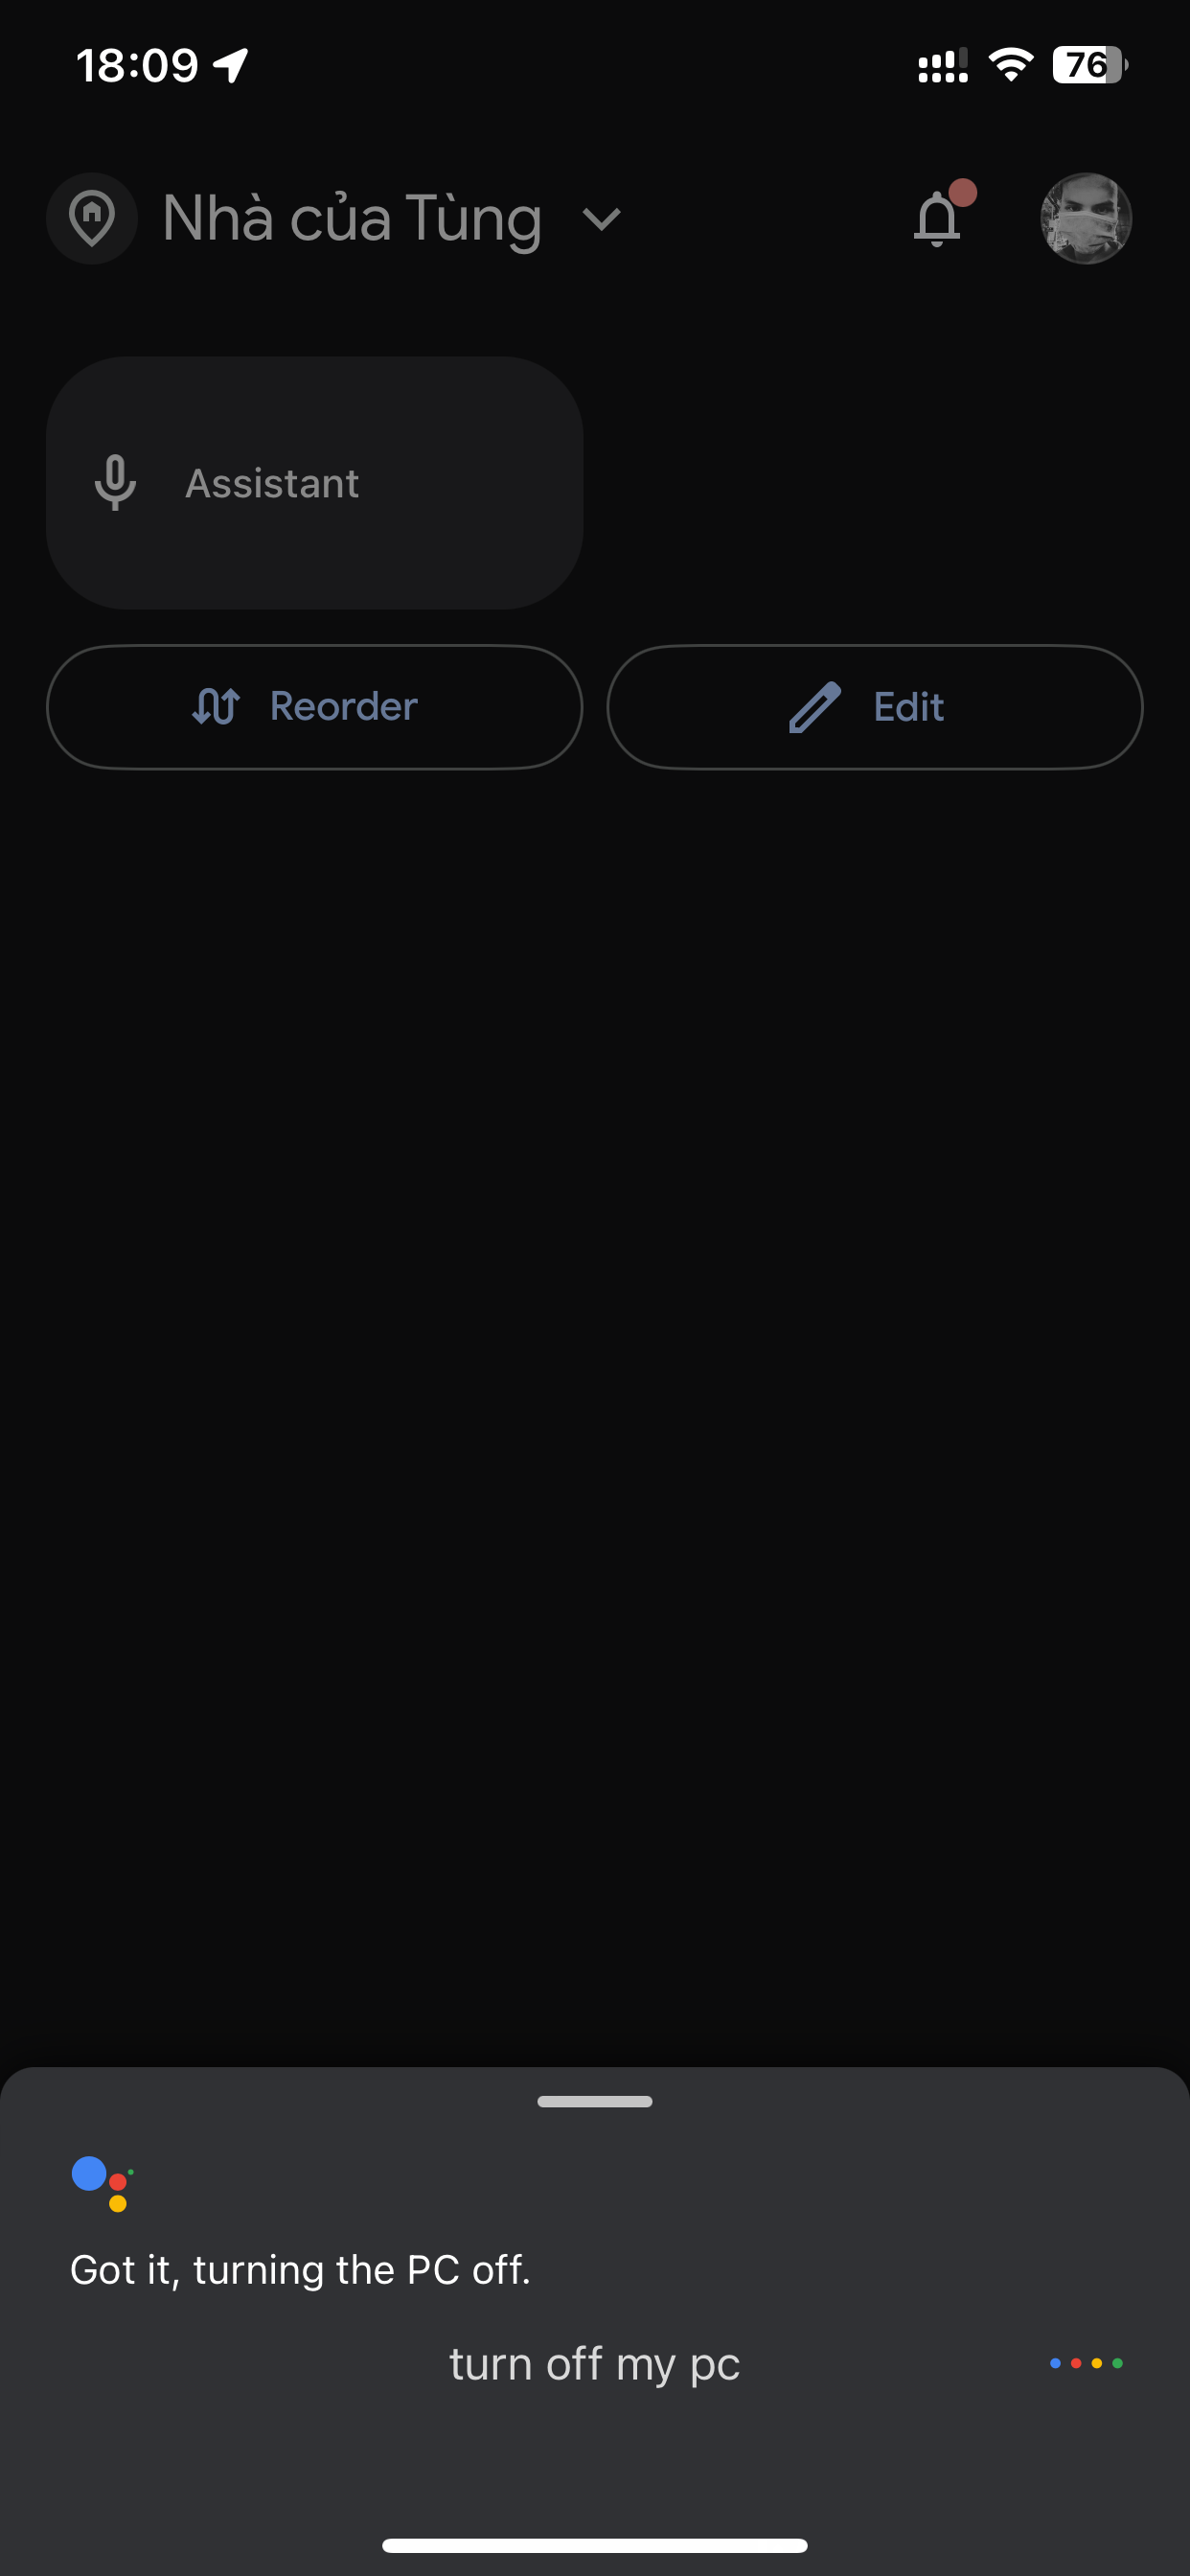 18:09
76
Nhà của Tùng
Assistant
Reorder
Edit
Got it, turning the PC off.
turn off my pc